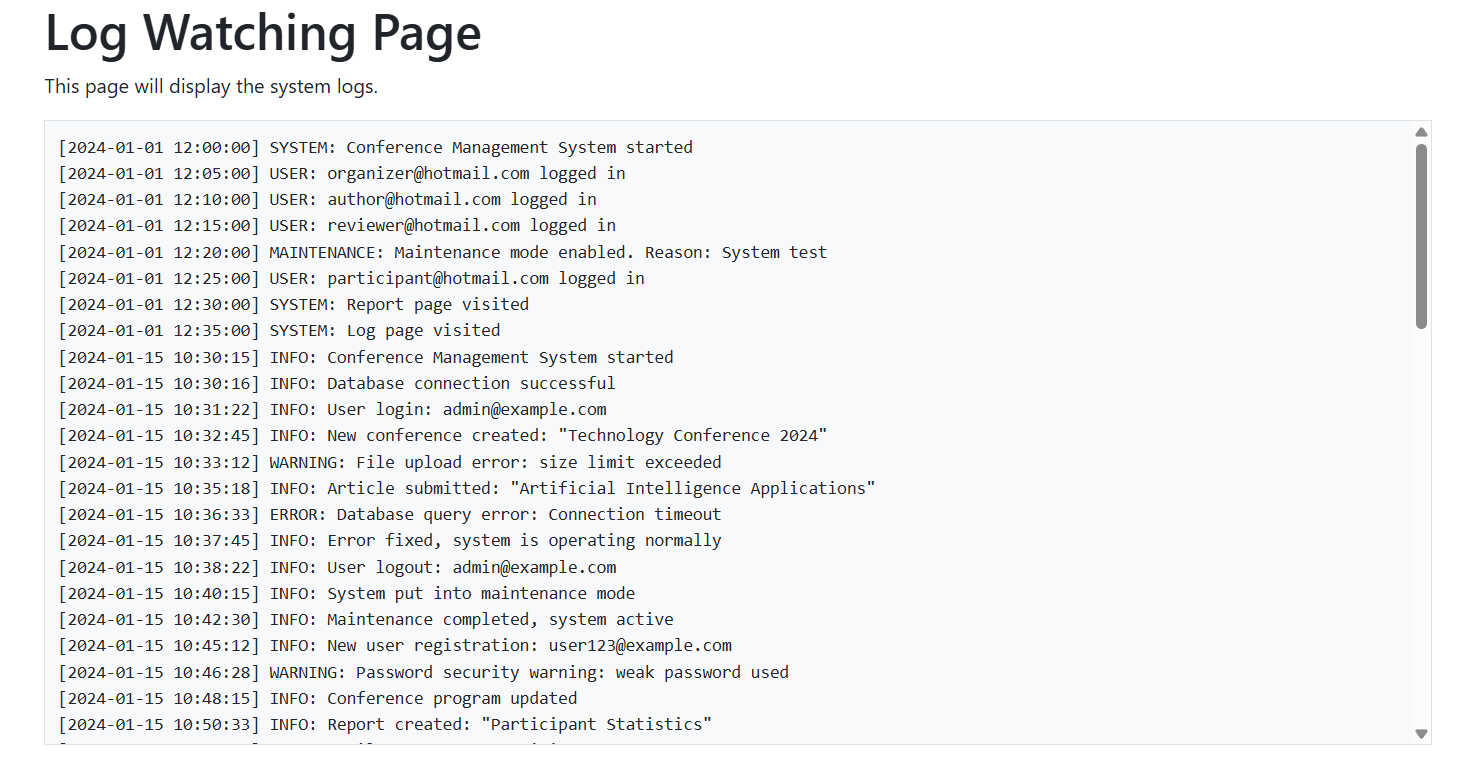 Log Watching Page
This page will display the system logs.
[2024-01-01 12:00:00] SYSTEM: Conference Management System started
[2024-01-01 12:05:00] USER: organizer@hotmail.com logged in
[2024-01-01 12:10:00] USER: author@hotmail.com logged in
[2024-01-01 12:15:00] USER: reviewer@hotmail.com logged in
[2024-01-01 12:20:00] MAINTENANCE: Maintenance mode enabled. Reason: System test
[2024-01-01 12:25:00] USER: participant@hotmail.com logged in
[2024-01-01 12:30:00] SYSTEM: Report page visited
[2024-01-01 12:35:00] SYSTEM: Log page visited
[2024-01-15 10:30:15] INFO: Conference Management System started
[2024-01-15 10:30:16] INFO: Database connection successful
[2024-01-15 10:31:22] INFO: User login: admin@example.com
[2024-01-15 10:32:45] INFO: New conference created: "Technology Conference 2024"
[2024-01-15 10:33:12] WARNING: File upload error: size limit exceeded
[2024-01-15 10:35:18] INFO: Article submitted: "Artificial Intelligence Applications"
[2024-01-15 10:36:33] ERROR: Database query error: Connection timeout
[2024-01-15 10:37:45] INFO: Error fixed, system is operating normally
[2024-01-15 10:38:22] INFO: User logout: admin@example.com
[2024-01-15 10:40:15] INFO: System put into maintenance mode
[2024-01-15 10:42:30] INFO: Maintenance completed, system active
[2024-01-15 10:45:12] INFO: New user registration: user123@example.com
[2024-01-15 10:46:28] WARNING: Password security warning: weak password used
[2024-01-15 10:48:15] INFO: Conference program updated
[2024-01-15 10:50:33] INFO: Report created: "Participant Statistics"